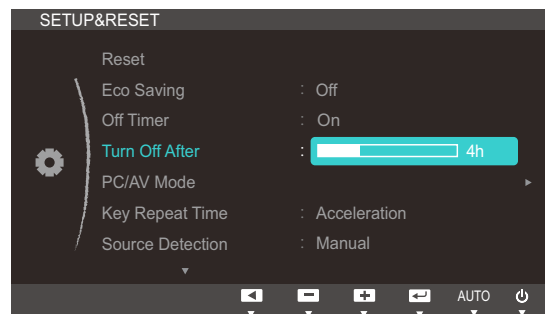 SETUP&RESET
Reset
Eco Saving : Off
Off Timer : On
Turn Off After : 4h
PC/AV Mode
Key Repeat Time : Acceleration
Source Detection : Manual
AUTO